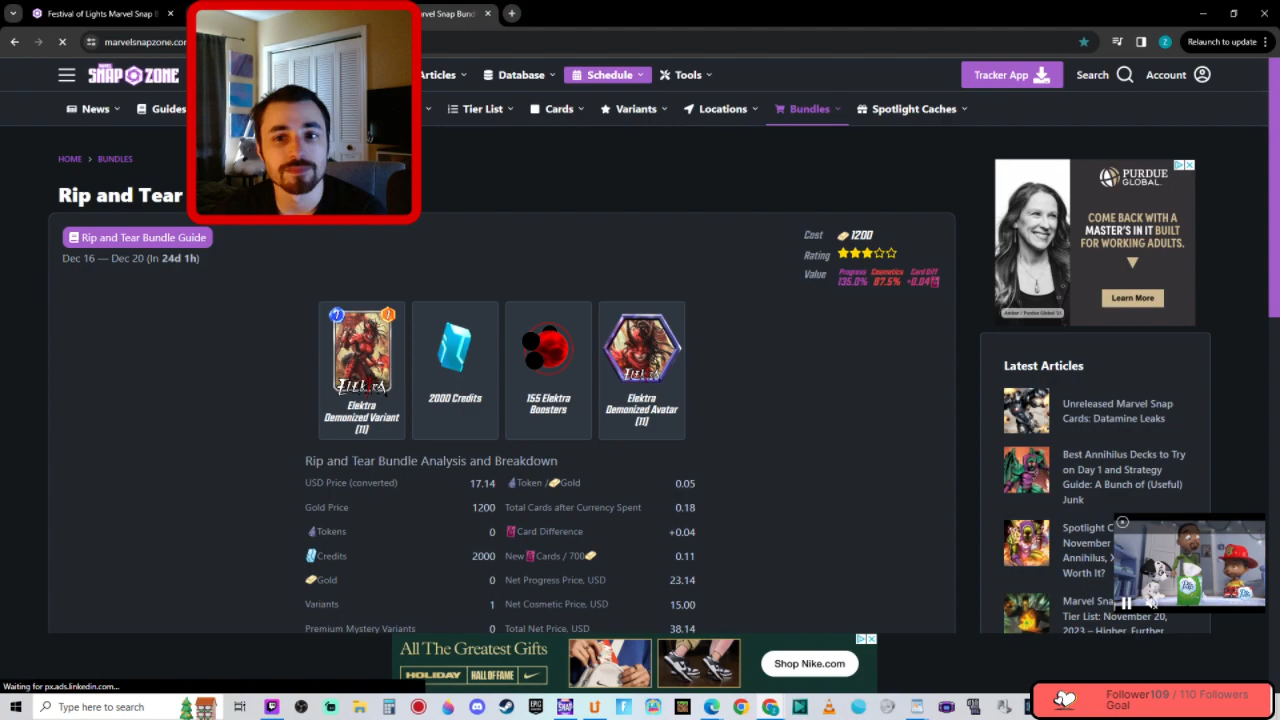 Festival of Lights Marvel Snap B
vel Snap Bund
marvelsnapzone.com
Relaunch to update
SNAP ZONE
Articles
Database
Schedule
Tools
Tracker App
Search
Account
News
Guides
Tier List
Cards
Variants
Locations
Bundles
Spotlight Caches
HOME > BUNDLES
Rip and Tear
Rip and Tear Bundle Guide
Dec 16 — Dec 20 (In 24d 1h)
Cost 1200
Rating
Value Progress Cosmetics Card Diff
135.0% 87.5% +0.04
Elektra
Demonized Variant
(11)
2000 Credits
155 Elektra
Boosters
Elektra
Demonized Avatar
(11)
Rip and Tear Bundle Analysis and Breakdown
USD Price (converted) 17.14 Token / Gold 0.05
Gold Price 1200 Total Cards after Currency Spent 0.18
Tokens 0 Card Difference +0.04
Credits 2000 New Cards / 700 0.11
Gold 0 Net Progress Price, USD 23.14
Variants 1 Net Cosmetic Price, USD 15.00
Premium Mystery Variants 0 Total Net Price, USD 38.14
PURDUE
GLOBAL.
COME BACK WITH A
MASTER'S IN IT BUILT
FOR WORKING ADULTS.
Learn More
Amber / Purdue Global '21
Latest Articles
Unreleased Marvel Snap
Cards: Datamine Leaks
Best Annihilus Decks to Try
on Day 1 and Strategy
Guide: A Bunch of (Useful)
Junk
Spotlight C
November
Annihilus, X
Worth It?
Marvel Sna
Tier List: November
20,
2023 – Higher, Further,
All The Greatest Gifts
HOLIDAY HALL OF FAME
Shop Nike.com
Waiting for px.ads.linkedin.com...
Type here to search
Follower 109 / 110 Followers
Goal